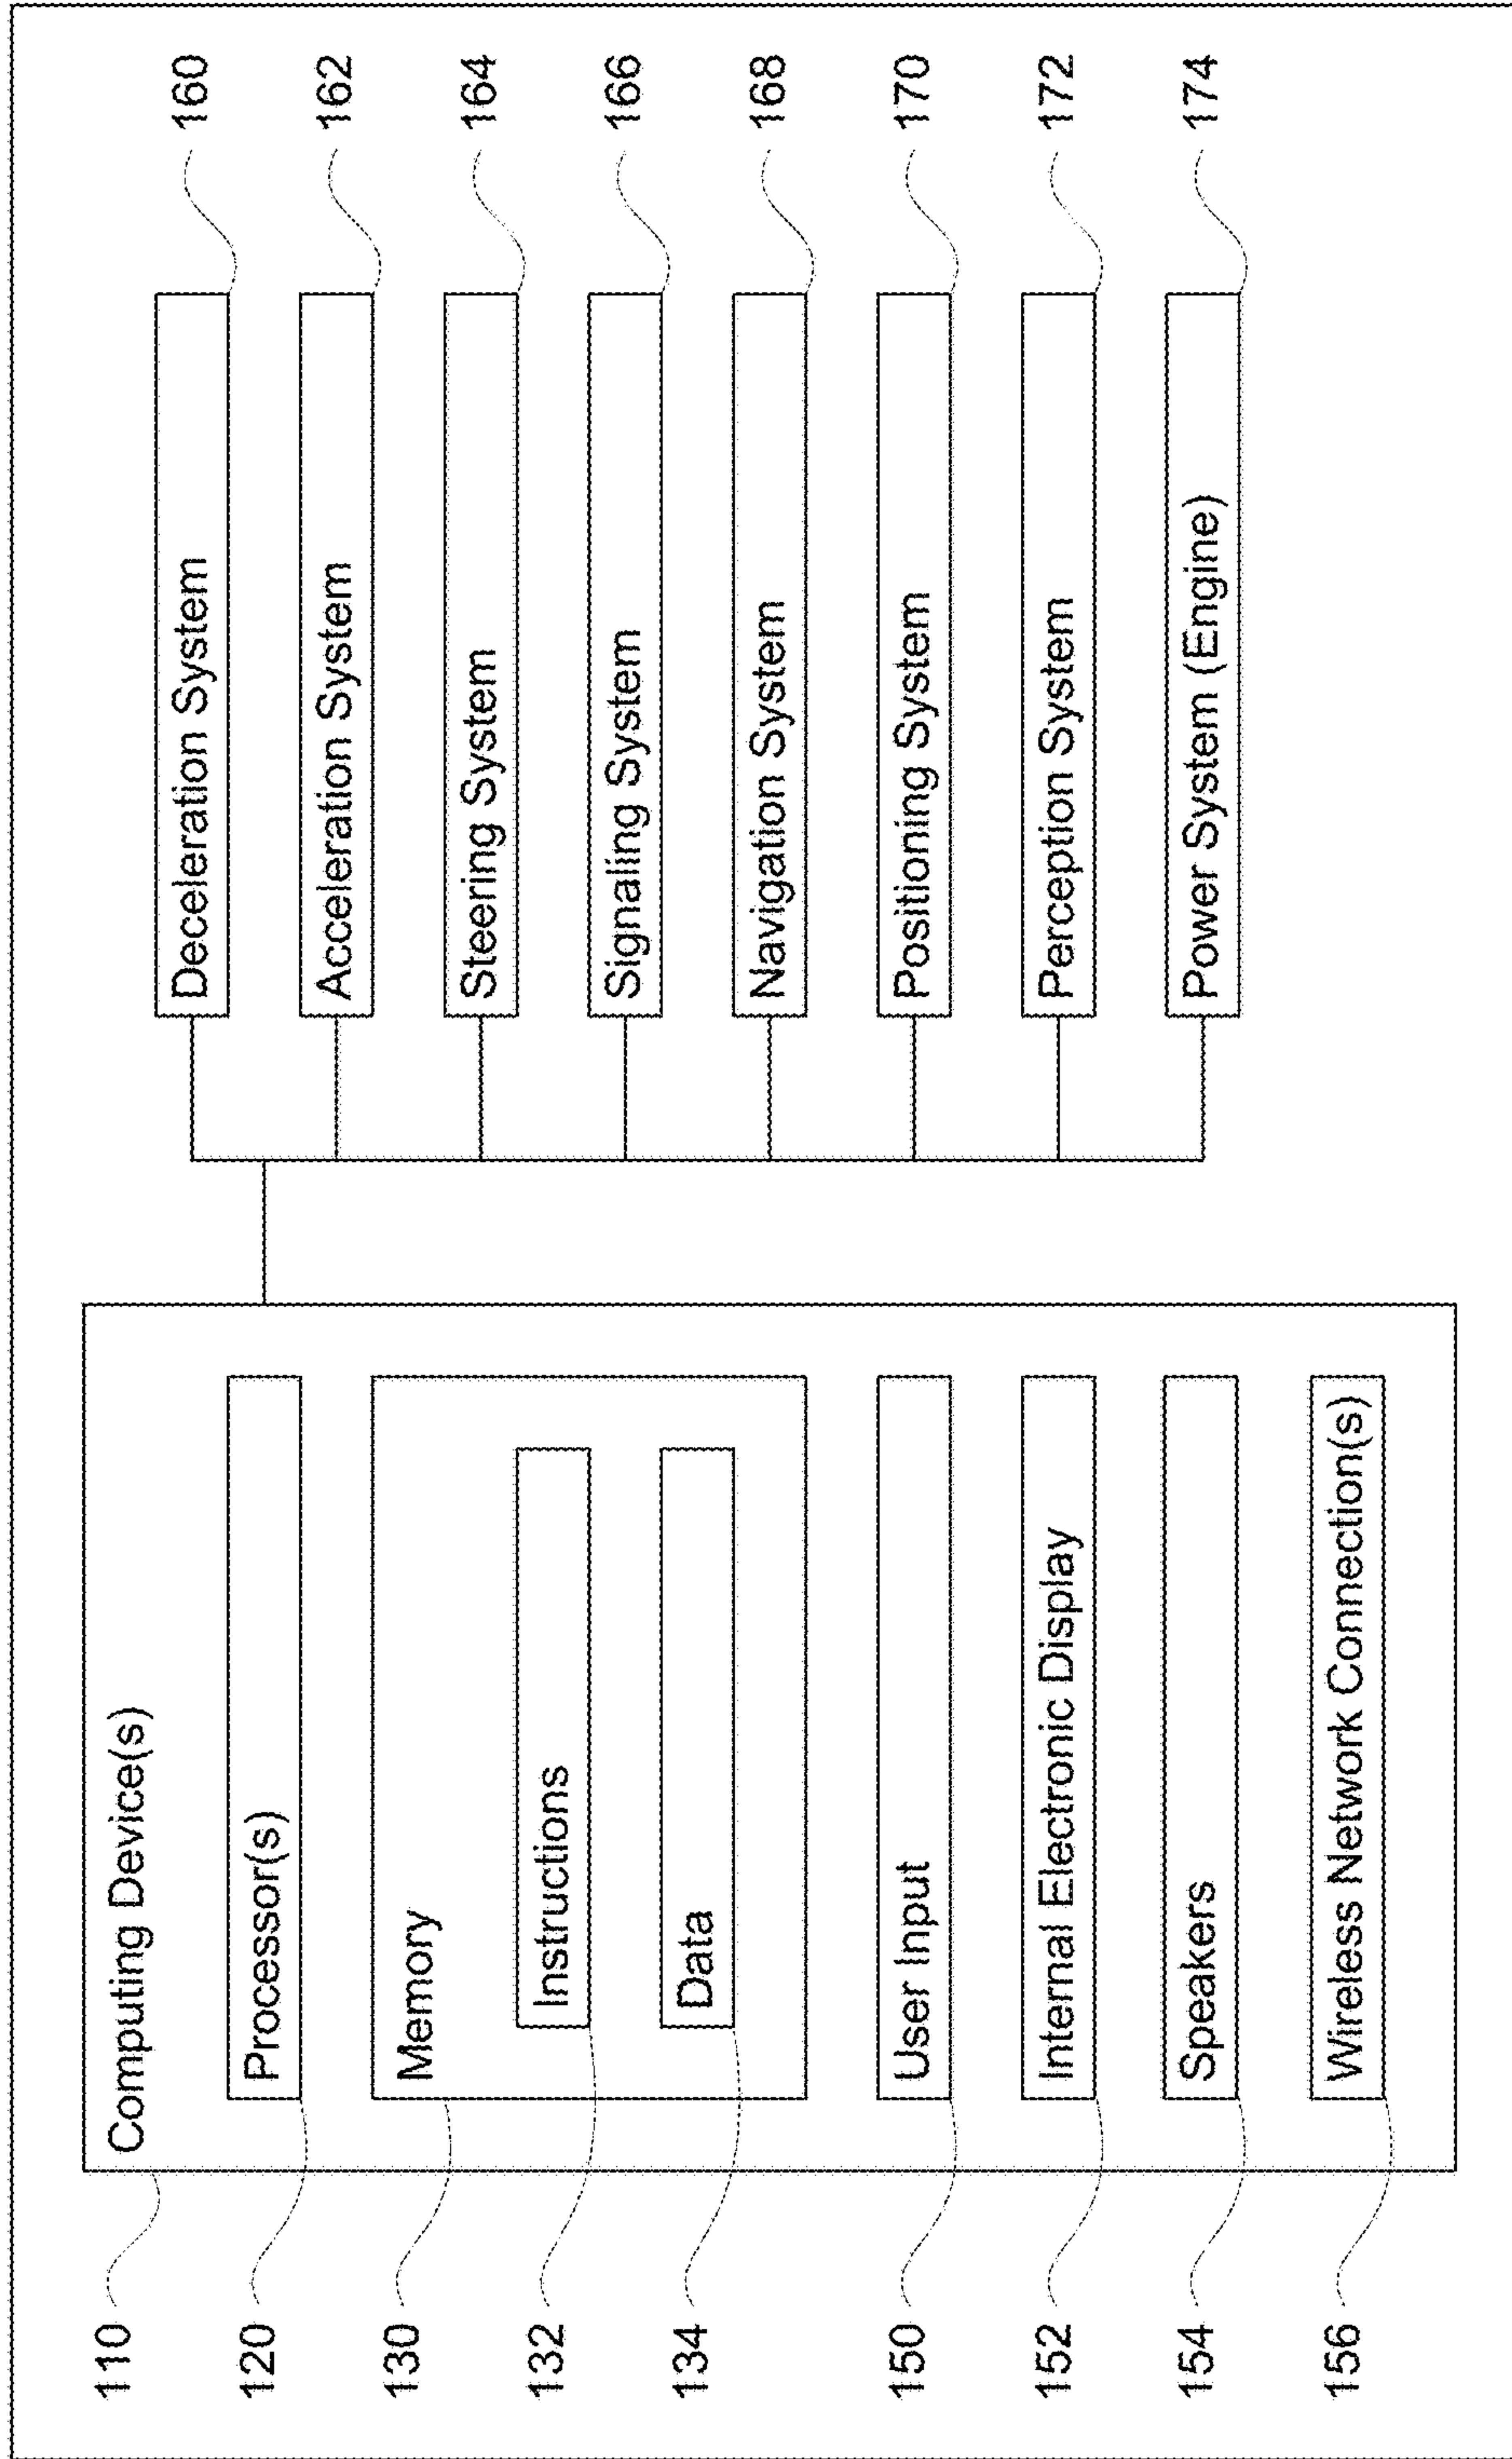 110
Computing Device(s)
120
Processor(s)
130
Memory
132
Instructions
134
Data
150
User Input
152
Internal Electronic Display
154
Speakers
156
Wireless Network Connection(s)
Deceleration System
160
Acceleration System
162
Steering System
164
Signaling System
166
Navigation System
168
Positioning System
170
Perception System
172
Power System (Engine)
174